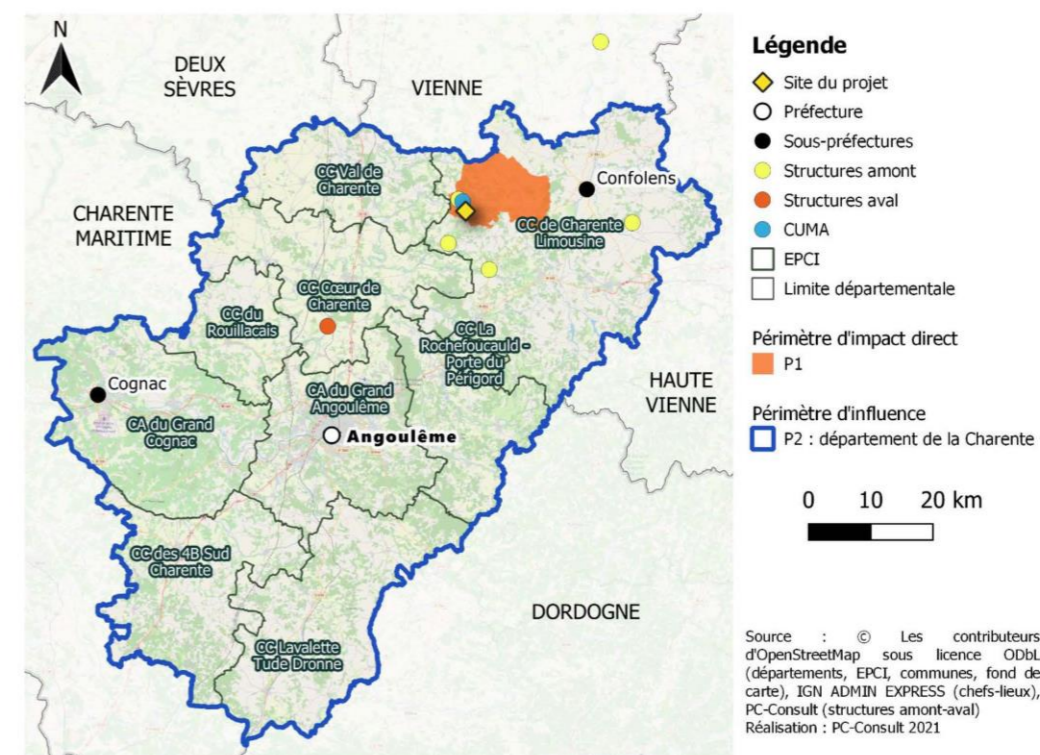 N
DEUX
SÈVRES
VIENNE
CC Val de
Charente
Confolens
CHARENTE
MARITIME
CC de Charente
Limousine
CC Cœur de
Charente
CC du
Rouillacais
CC La
Rochefoucauld -
Porte du
Périgord
Cognac
HAUTE
VIENNE
CA du Grand
Angoulême
CA du Grand
Cognac
Angoulême
CC des 4B Sud
Charente
DORDOGNE
CC Lavalette
Tude Dronne
Légende
Site du projet
Préfecture
Sous-préfectures
Structures amont
Structures aval
CUMA
EPCI
Limite départementale
Périmètre d'impact direct
P1
Périmètre d'influence
P2 : département de la Charente
0 10 20 km
Source : © Les contributeurs
d'OpenStreetMap sous licence ODbL
(départements, EPCI, communes, fond de
carte), IGN ADMIN EXPRESS (chefs-lieux),
PC-Consult (structures amont-aval)
Réalisation : PC-Consult 2021